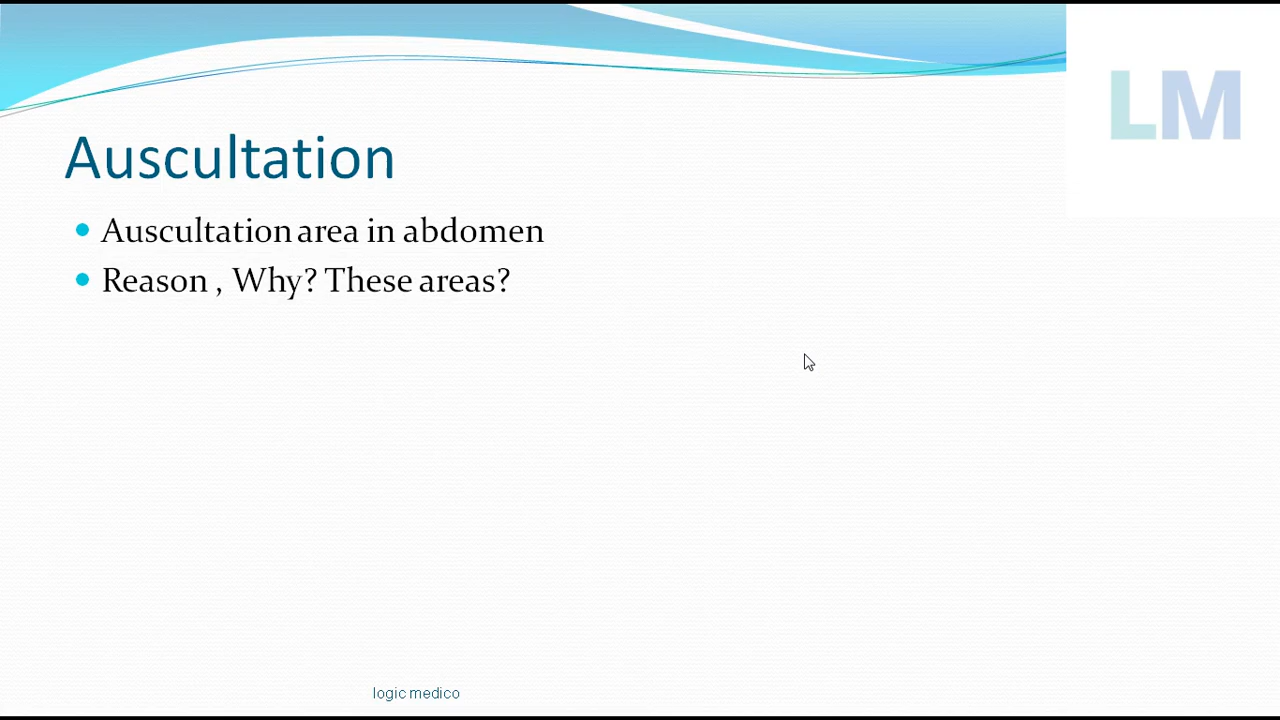 LM
Auscultation
Auscultation area in abdomen
Reason , Why? These areas?
logic medico